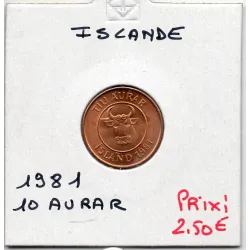 ISLANDE
TIU AURAR
ISLAND 1981
1981
10 AURAR
PRIX:
2.50€